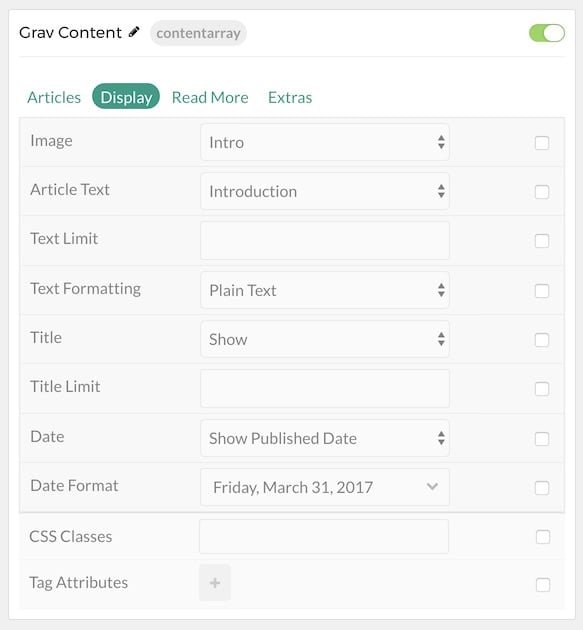 Grav Content contentarray
Articles Display Read More Extras
Image Intro
Article Text Introduction
Text Limit
Text Formatting Plain Text
Title Show
Title Limit
Date Show Published Date
Date Format Friday, March 31, 2017
CSS Classes
Tag Attributes +